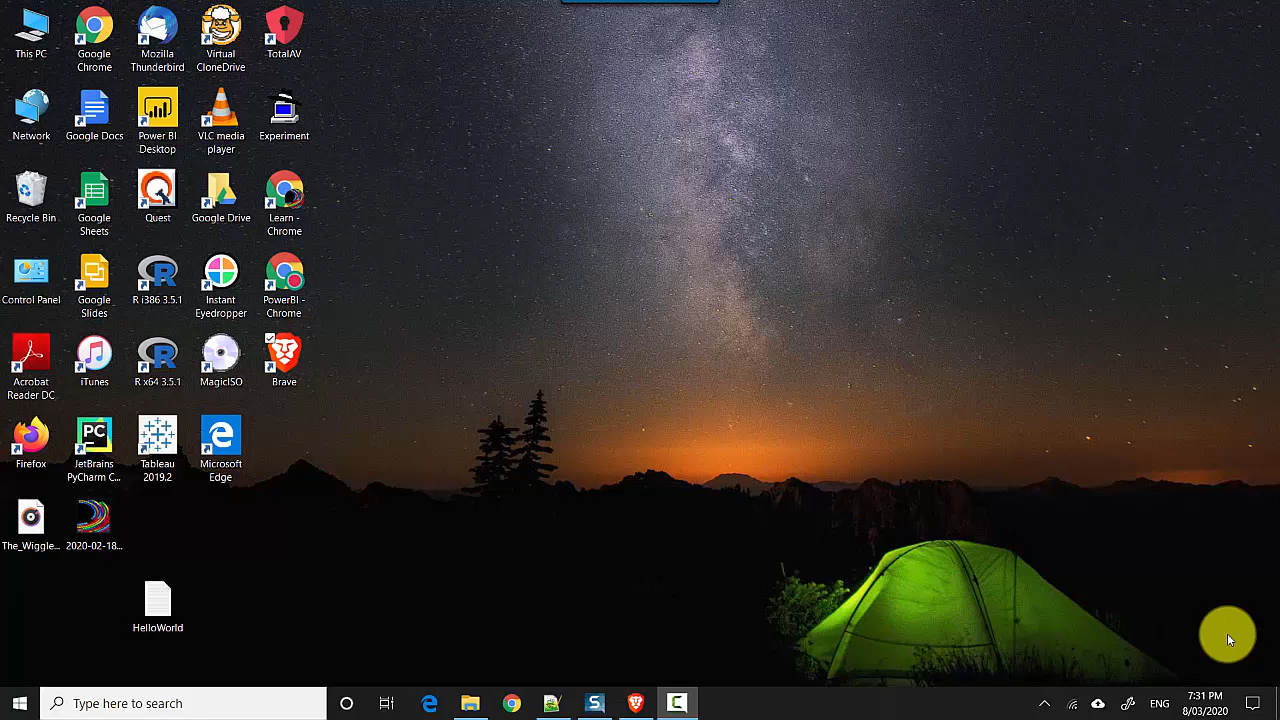 This PC
Google
Chrome
Mozilla
Thunderbird
Virtual
CloneDrive
TotalAV
Network
Google Docs
Power BI
Desktop
VLC media
player
Experiment
Recycle Bin
Google
Sheets
Quest
Google Drive
Learn -
Chrome
Control Panel
Google
Slides
R i386 3.5.1
Instant
Eyedropper
PowerBI -
Chrome
Acrobat
Reader DC
iTunes
R x64 3.5.1
MagicISO
Brave
Firefox
PC
JetBrains
PyCharm C...
Tableau
2019.2
Microsoft
Edge
The_Wiggle...
2020-02-18...
HelloWorld
Type here to search
ENG
7:31 PM
8/03/2020